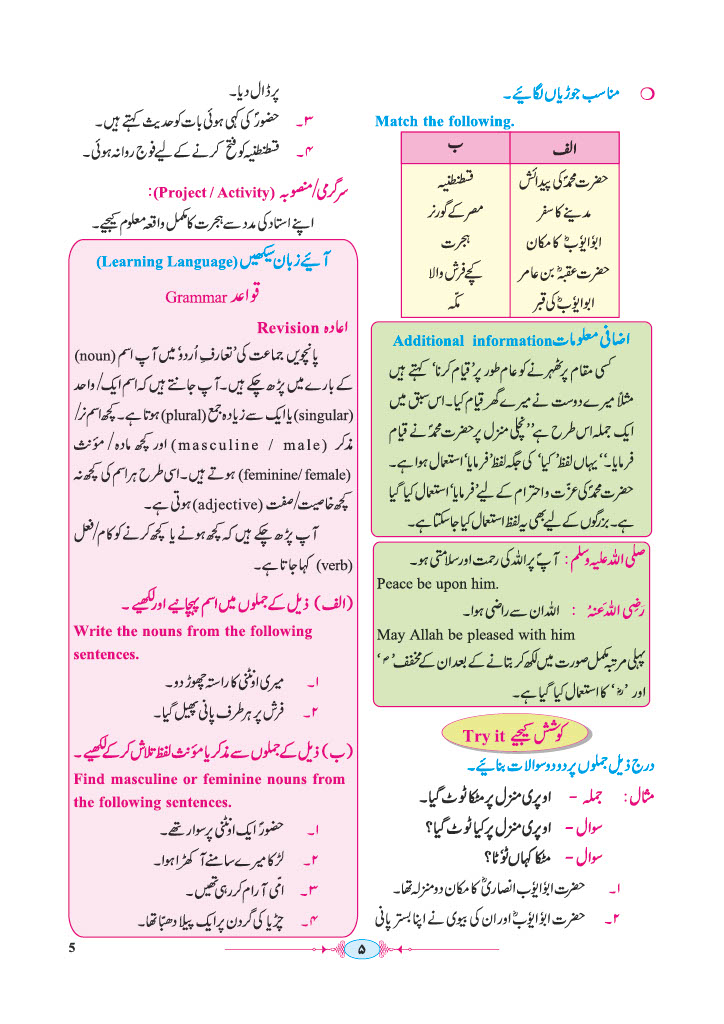 ❍ مناسب جوڑیاں لگائیے۔
Match the following.
الف ب
حضرت محمدؐ کی پیدائش قسطنطنیہ
مدینے کا سفر مصر کے گورنر
ابوایوبؓ کا مکان ہجرت
حضرت عقبہؓ بن عامر کچے فرش والا
ابوایوبؓ کی قبر مکّہ
اضافی معلومات Additional information
کسی مقام پر ٹھہرنے کو عام طور پر 'قیام کرنا' کہتے ہیں
مثلاً میرے دوست نے میرے گھر قیام کیا۔ اس سبق میں
ایک جملہ اس طرح ہے ”نچلی منزل پر حضرت محمدؐ نے قیام
فرمایا۔“ یہاں لفظ 'کیا' کی جگہ لفظ 'فرمایا' استعمال ہوا ہے۔
حضرت محمدؐ کی عزّت و احترام کے لیے 'فرمایا' استعمال کیا گیا
ہے۔ بزرگوں کے لیے بھی یہ لفظ استعمال کیا جاسکتا ہے۔
صلی اللہ علیہ وسلم : آپؐ پر اللہ کی رحمت اور سلامتی ہو۔
Peace be upon him.
رَضِی اللہ عَنہُ : اللہ ان سے راضی ہوا۔
May Allah be pleased with him
پہلی مرتبہ مکمل صورت میں لکھ کر بتانے کے بعد ان کے مخفف ' ؐ '
اور ' ؓ ' کا استعمال کیا گیا ہے۔
کوشش کیجیے Try it
درج ذیل جملوں پر دو دو سوالات بنائیے۔
مثال : جملہ - اوپری منزل پر مٹکا ٹوٹ گیا۔
سوال - اوپری منزل پر کیا ٹوٹ گیا؟
سوال - مٹکا کہاں ٹوٗٹا؟
۱۔ حضرت ابوایوٗب انصاریؓ کا مکان دو منزلہ تھا۔
۲۔ حضرت ابوایوٗبؓ اور ان کی بیوی نے اپنا بستر پانی
پر ڈال دیا۔
۳۔ حضورؐ کی کہی ہوئی بات کو حدیث کہتے ہیں۔
۴۔ قسطنطنیہ کو فتح کرنے کے لیے فوج روانہ ہوئی۔
سرگرمی/منصوبہ (Project / Activity):
اپنے استاد کی مدد سے ہجرت کا مکمل واقعہ معلوم کیجیے۔
آئیے زبان سیکھیں (Learning Language)
قواعد Grammar
اعادہ Revision
پانچویں جماعت کی 'تعارفِ اُردو' میں آپ اسم (noun)
کے بارے میں پڑھ چکے ہیں۔ آپ جانتے ہیں کہ اسم ایک/واحد
(singular) یا ایک سے زیادہ جمع (plural) ہوتا ہے۔ کچھ اسم نر/
مذکر (masculine / male) اور کچھ مادہ/مؤنث
(feminine/ female) ہوتے ہیں۔ اسی طرح ہر اسم کی کچھ نہ
کچھ خاصیت/صفت (adjective) ہوتی ہے۔
آپ پڑھ چکے ہیں کہ کچھ ہونے یا کچھ کرنے کو کام/فعل
(verb) کہا جاتا ہے۔
(الف) ذیل کے جملوں میں اسم پہچانیے اور لکھیے۔
Write the nouns from the following
sentences.
۱۔ میری اونٹنی کا راستہ چھوڑ دو۔
۲۔ فرش پر ہر طرف پانی پھیل گیا۔
(ب) ذیل کے جملوں سے مذکر یا مؤنث لفظ تلاش کرکے لکھیے۔
Find masculine or feminine nouns from
the following sentences.
۱۔ حضورؐ ایک اونٹنی پر سوار تھے۔
۲۔ لڑکا میرے سامنے آ کھڑا ہوا۔
۳۔ امّی آرام کر رہی تھیں۔
۴۔ چڑیا کی گردن پر ایک پیلا دھبّا تھا۔
5
۵